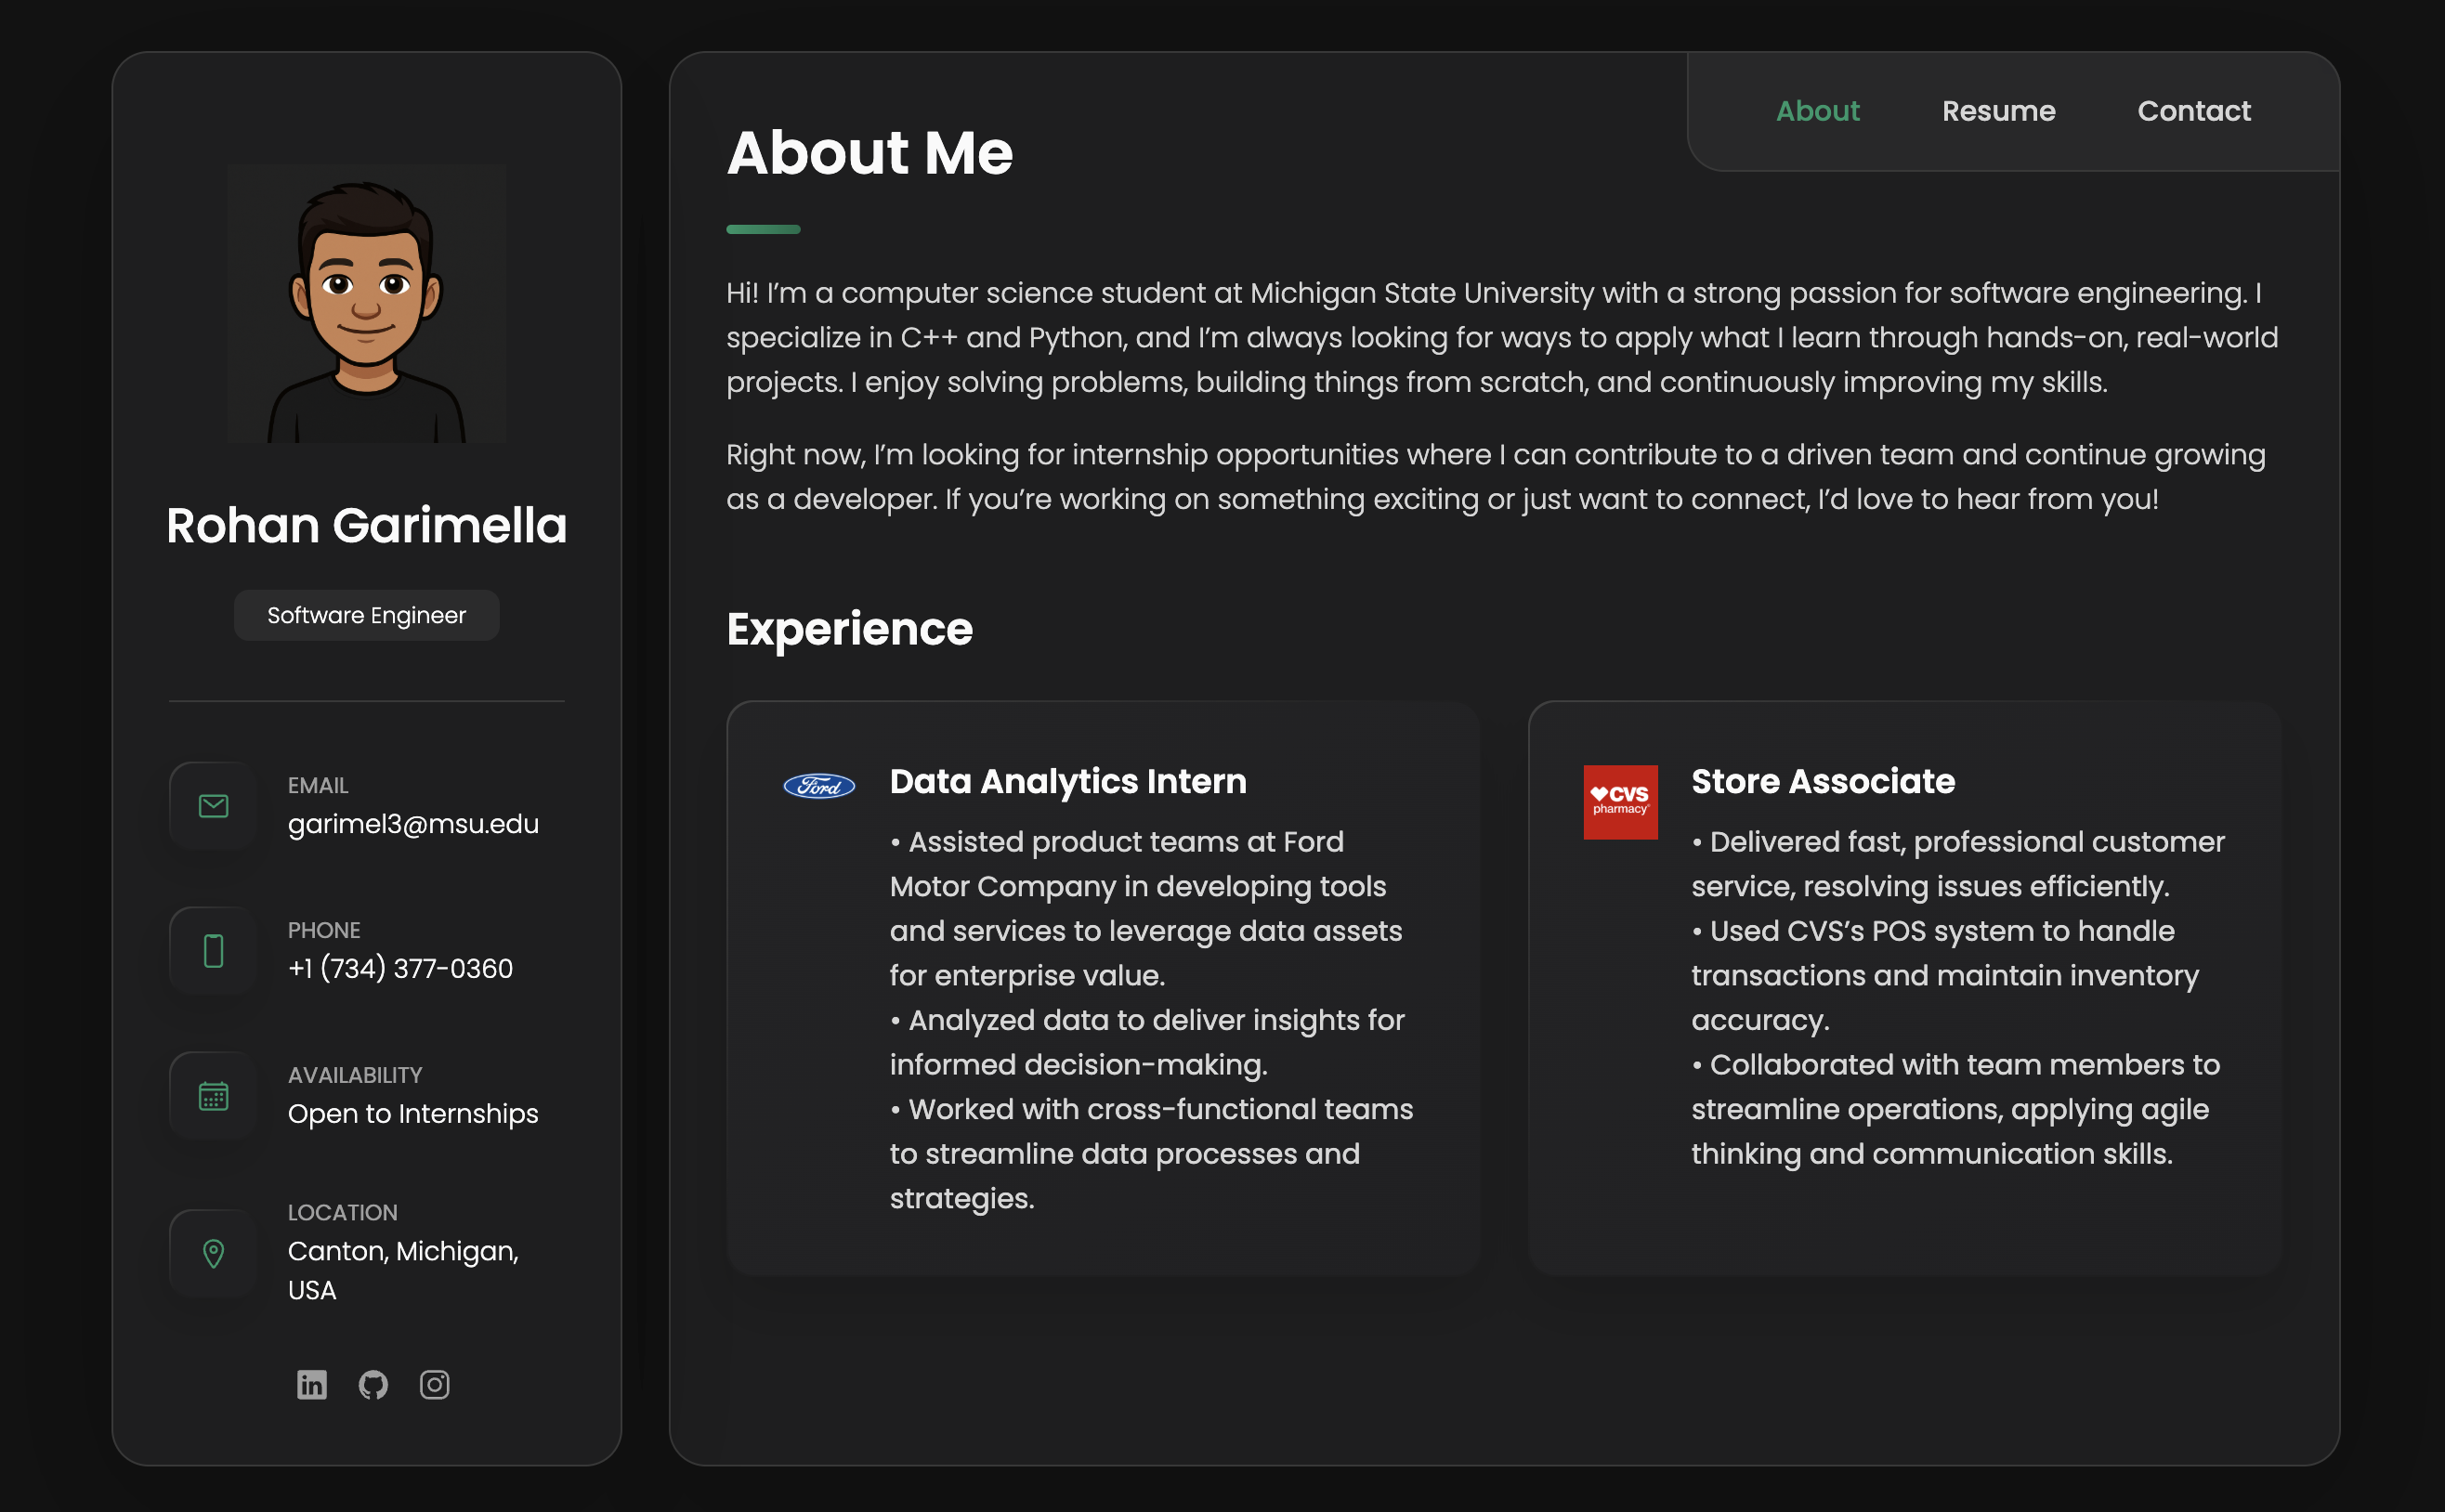 Rohan Garimella
Software Engineer
EMAIL
garimel3@msu.edu
PHONE
+1 (734) 377-0360
AVAILABILITY
Open to Internships
LOCATION
Canton, Michigan,
USA
in
About
Resume
Contact
About Me
Hi! I’m a computer science student at Michigan State University with a strong passion for software engineering. I
specialize in C++ and Python, and I’m always looking for ways to apply what I learn through hands-on, real-world
projects. I enjoy solving problems, building things from scratch, and continuously improving my skills.
Right now, I’m looking for internship opportunities where I can contribute to a driven team and continue growing
as a developer. If you’re working on something exciting or just want to connect, I’d love to hear from you!
Experience
Ford
Data Analytics Intern
• Assisted product teams at Ford
Motor Company in developing tools
and services to leverage data assets
for enterprise value.
• Analyzed data to deliver insights for
informed decision-making.
• Worked with cross-functional teams
to streamline data processes and
strategies.
CVS
pharmacy
Store Associate
• Delivered fast, professional customer
service, resolving issues efficiently.
• Used CVS’s POS system to handle
transactions and maintain inventory
accuracy.
• Collaborated with team members to
streamline operations, applying agile
thinking and communication skills.